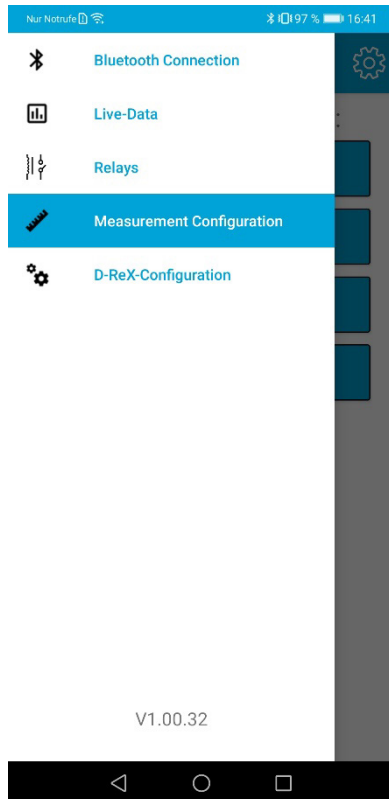 Nur Notrufe 97 % 16:41
Bluetooth Connection
Live-Data
:
Relays
Measurement Configuration
D-ReX-Configuration
V1.00.32